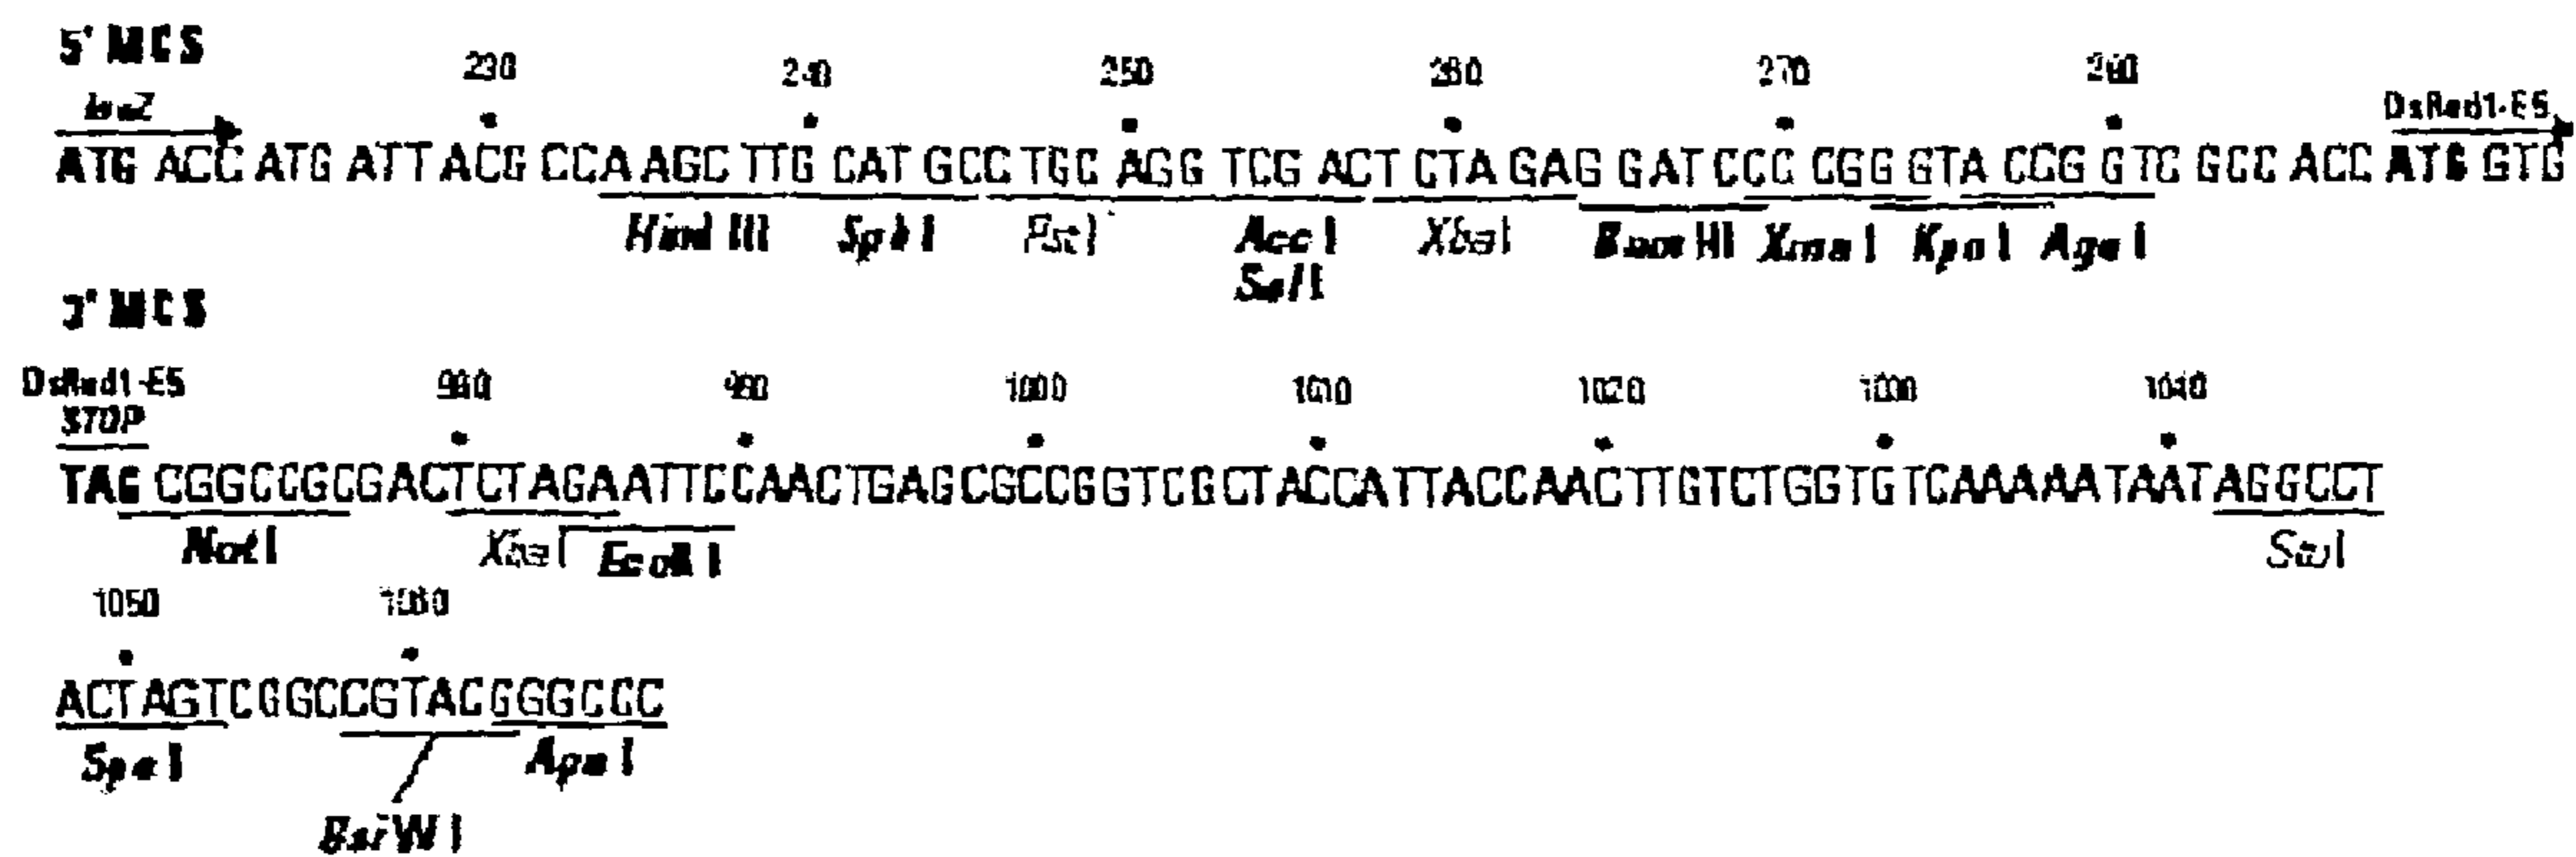 5' MCS
230 240 250 260 270 280
lacZ DsRed1-E5
ATG ACC ATG ATT ACG CCA AGC TTG CAT GCC TGC AGG TCG ACT CTA GAG GAT CCC CGG GTA CCG GTC GCC ACC ATG GTG
Hind III Sph I Pst I Acc I Xba I BamH I Xma I Kpn I Age I
Sal I
3' MCS
DsRed1-E5 980 990 1000 1010 1020 1030 1040
STOP
TAG CGGCCGCGACTCTAGAATTCCAACTGAGCGCCGGTCGCTACCATTACCAACTTGTCTGGTGTCAAAAATAATAGGCCT
Not I Xba I EcoR I Stu I
1050 1060
ACTAGTCGGCCGTACGGGCCC
Spe I Apa I
BsiW I